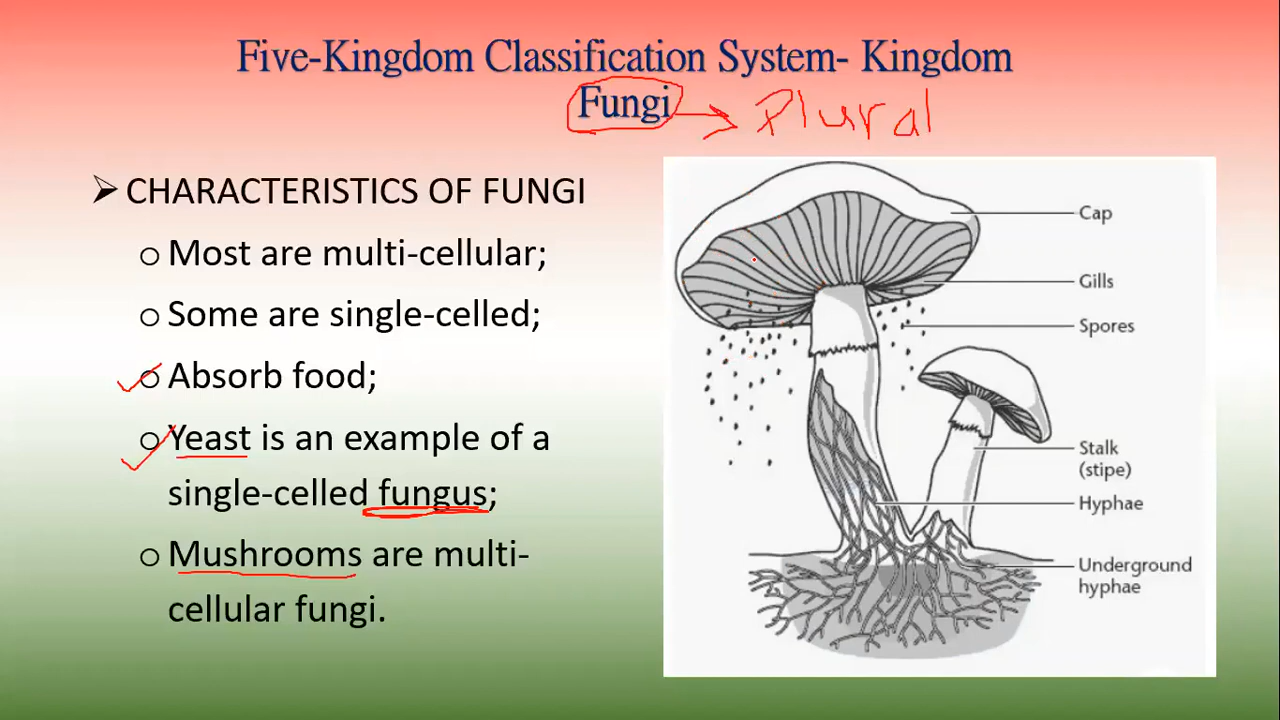 Five-Kingdom Classification System- Kingdom
Fungi Plural
➢ CHARACTERISTICS OF FUNGI
o Most are multi-cellular;
o Some are single-celled;
o Absorb food;
o Yeast is an example of a
single-celled fungus;
o Mushrooms are multi-
cellular fungi.
Cap
Gills
Spores
Stalk
(stipe)
Hyphae
Underground
hyphae